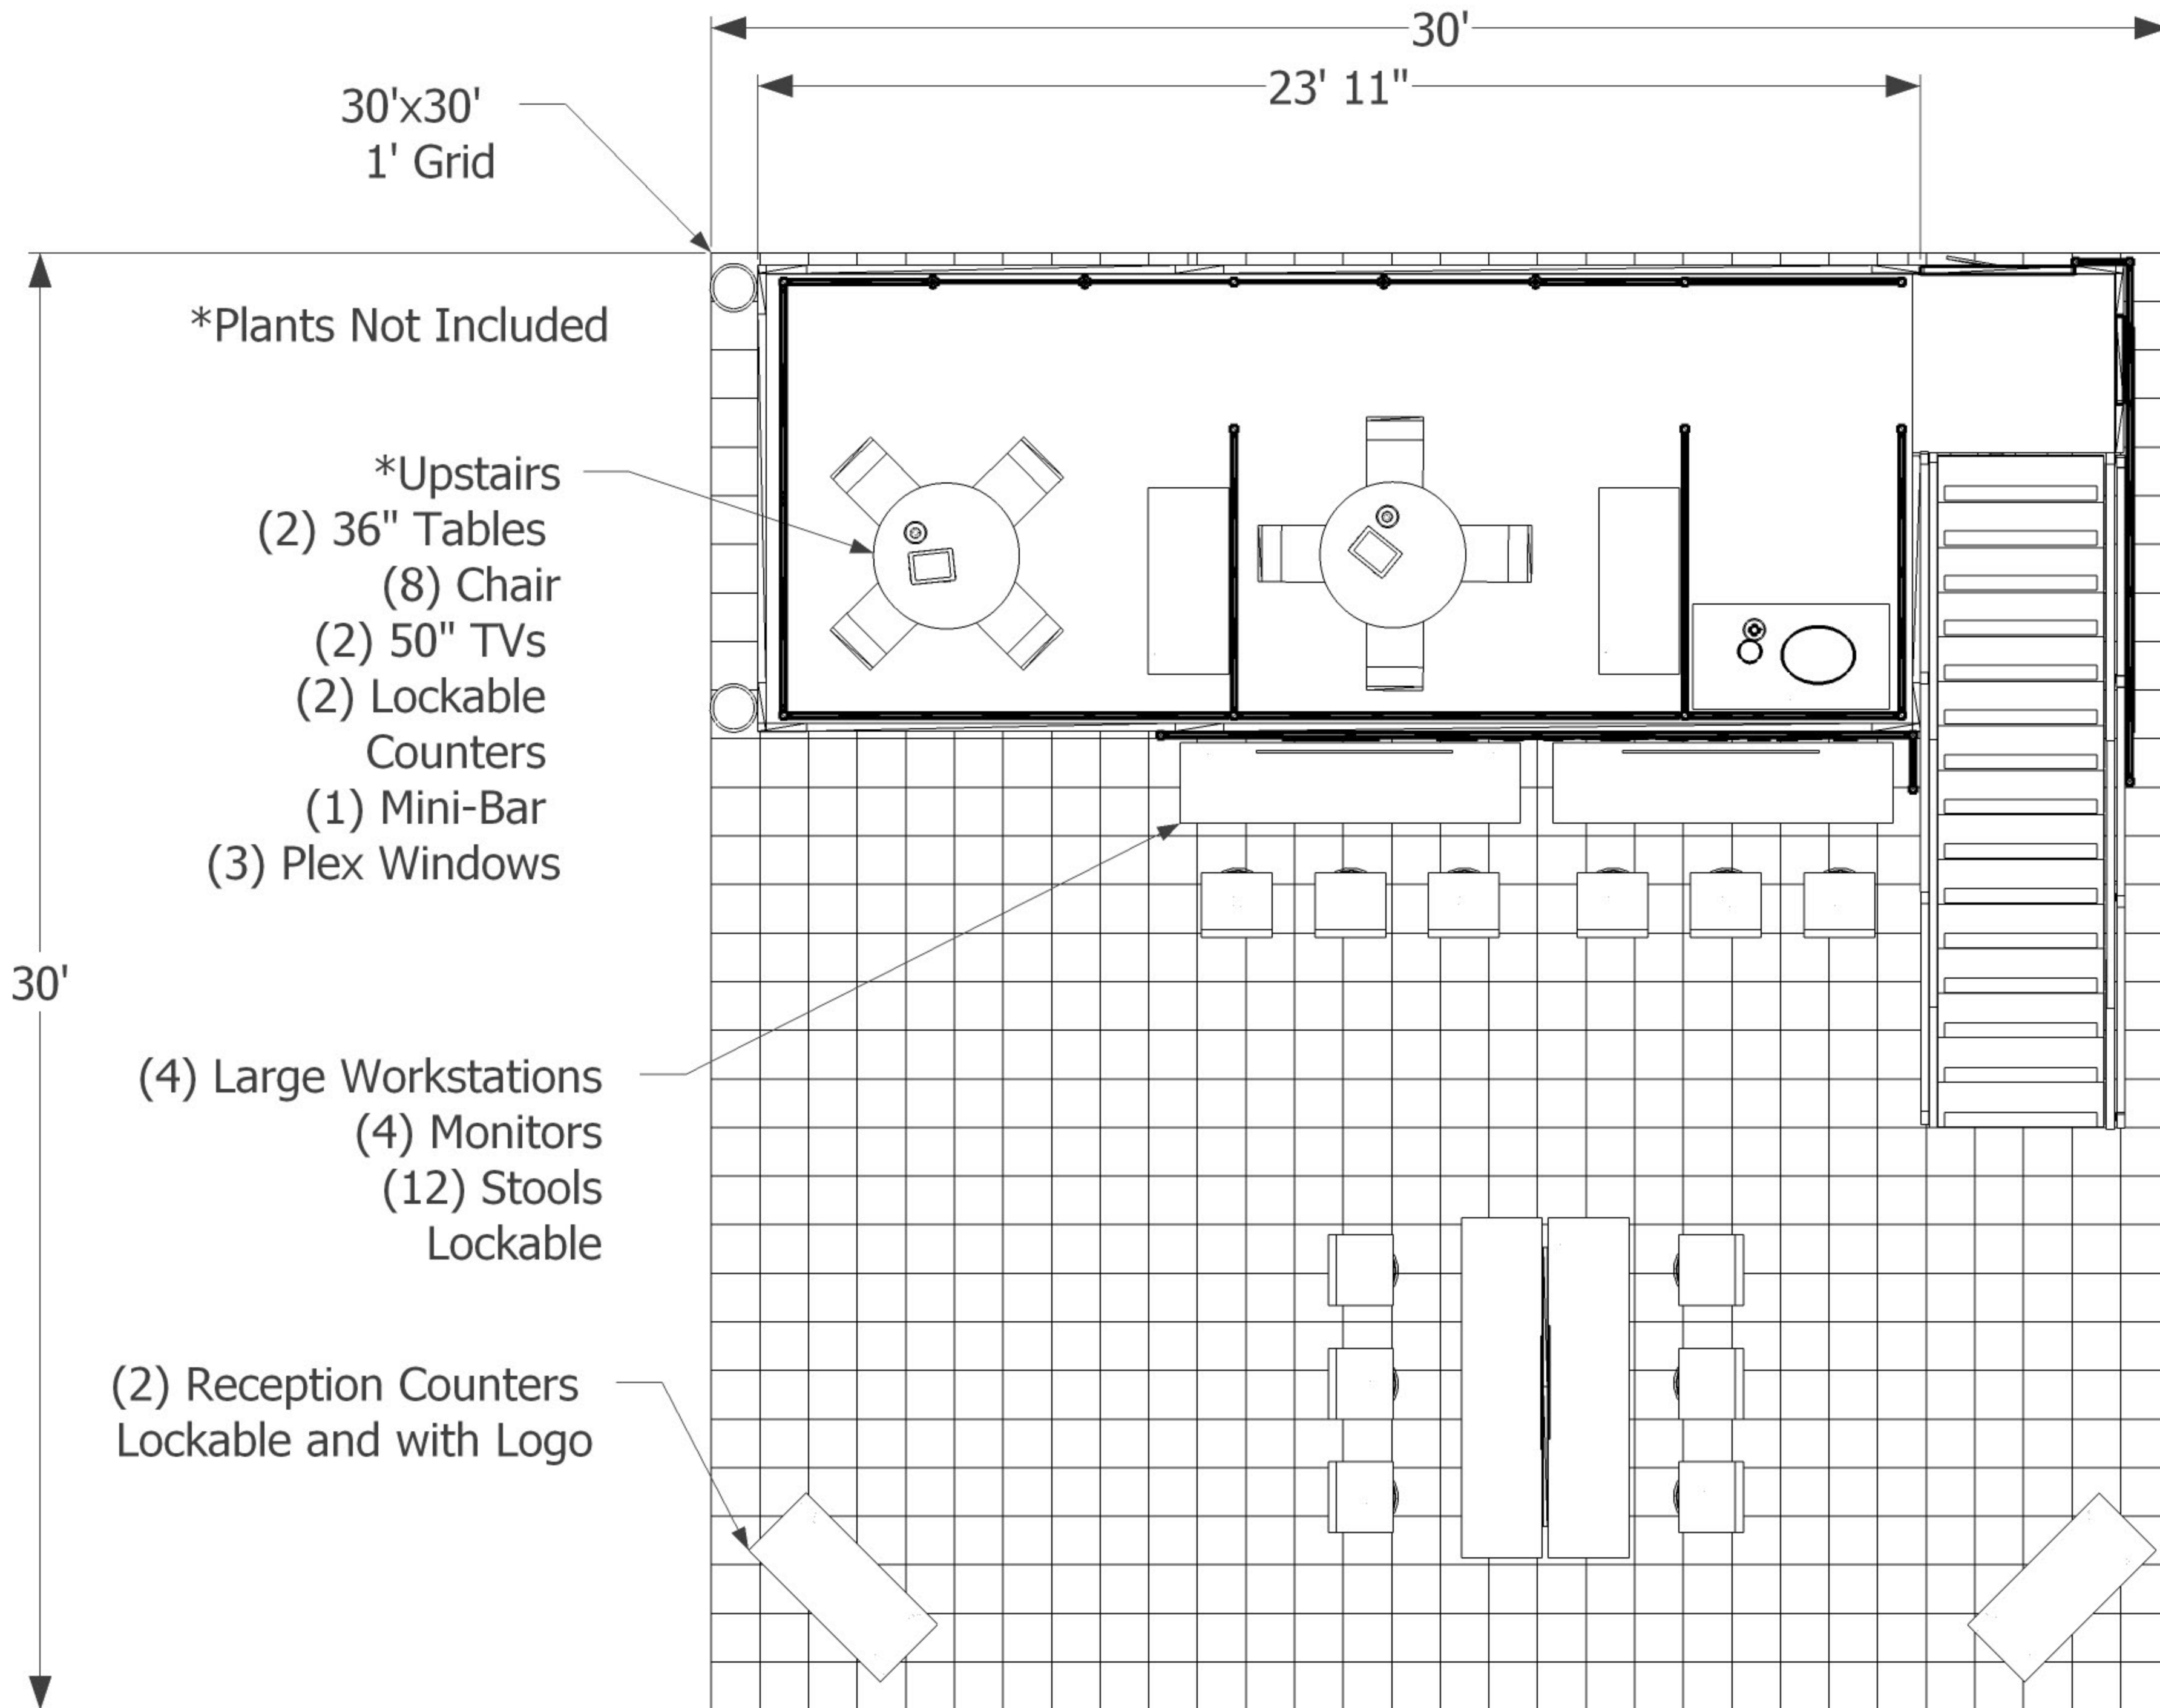 30'
23' 11"
30'x30'
1' Grid
*Plants Not Included
*Upstairs
(2) 36" Tables
(8) Chair
(2) 50" TVs
(2) Lockable
Counters
(1) Mini-Bar
(3) Plex Windows
30'
(4) Large Workstations
(4) Monitors
(12) Stools
Lockable
(2) Reception Counters
Lockable and with Logo